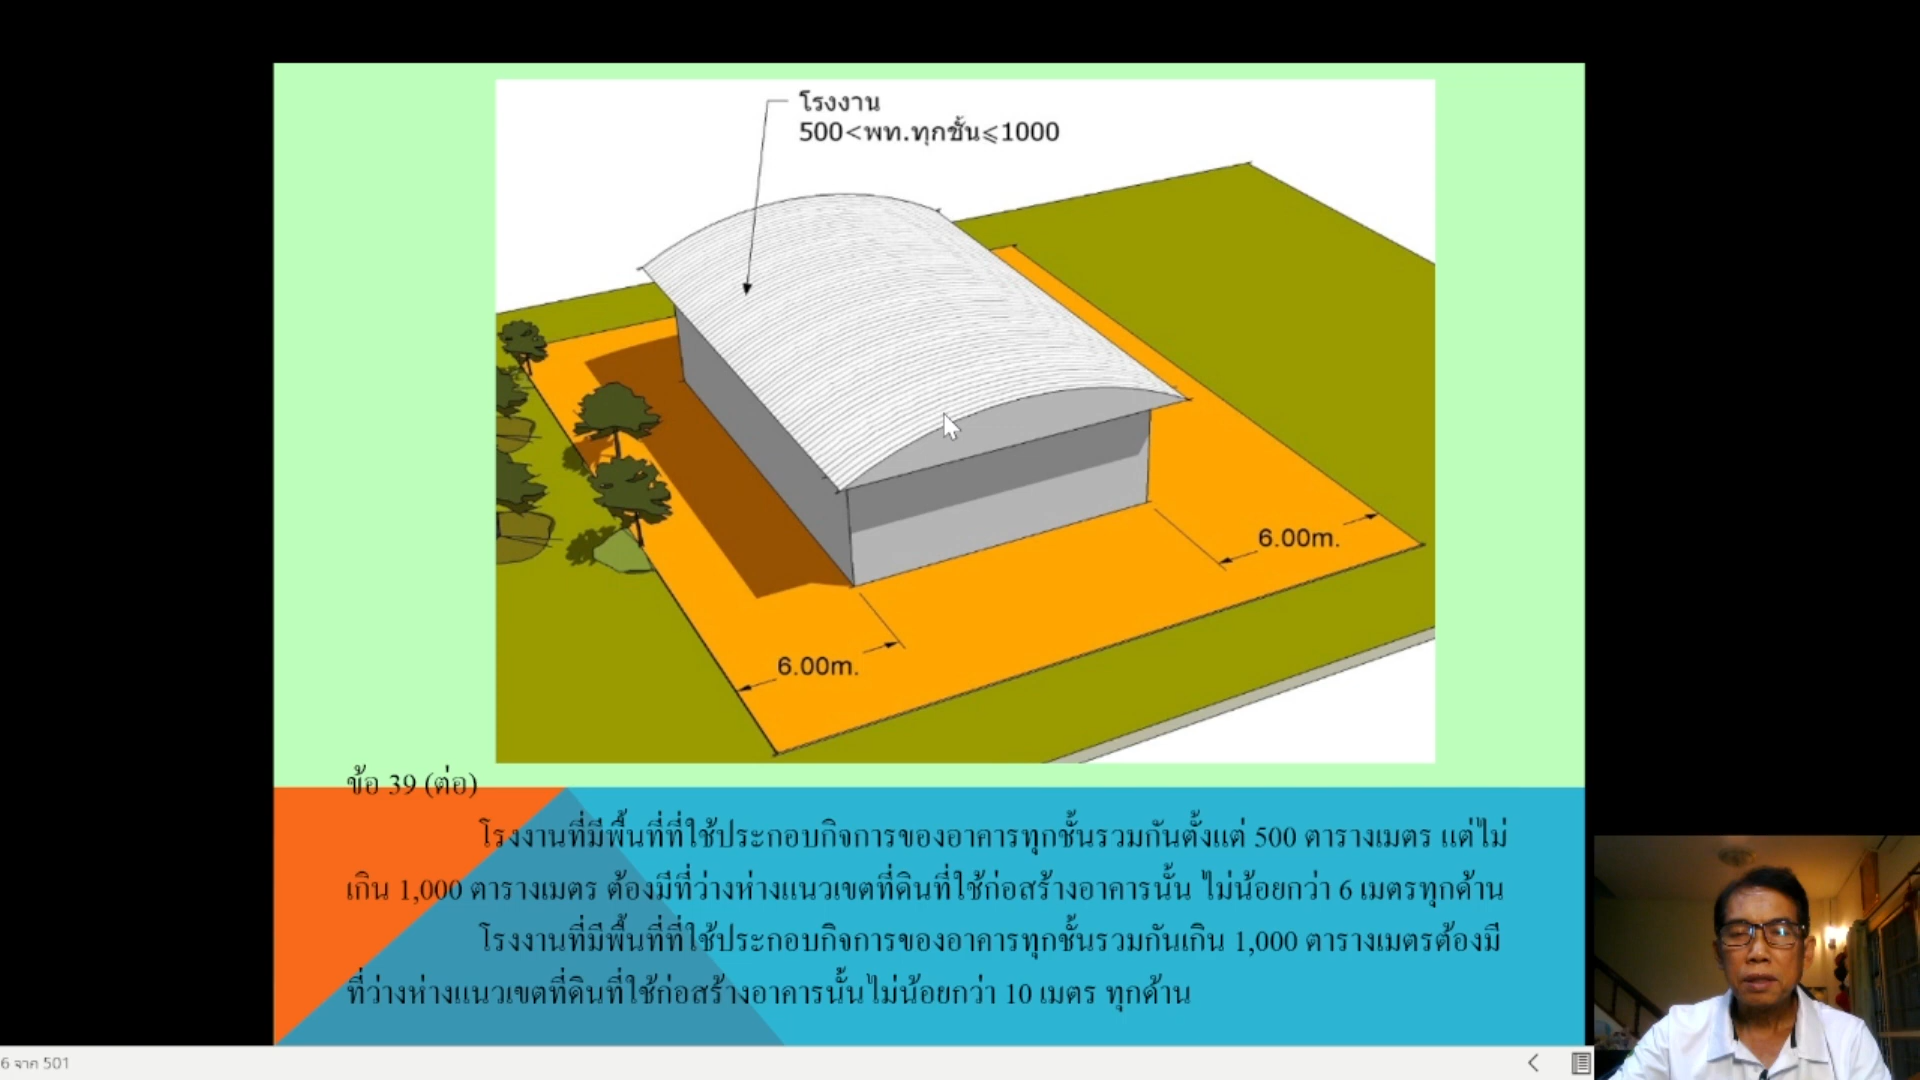 โรงงาน
500<พท.ทุกชั้น⩽1000
6.00m.
6.00m.
ข้อ 39 (ต่อ)
โรงงานที่มีพื้นที่ที่ใช้ประกอบกิจการของอาคารทุกชั้นรวมกันตั้งแต่ 500 ตารางเมตร แต่ไม่
เกิน 1,000 ตารางเมตร ต้องมีที่ว่างห่างแนวเขตที่ดินที่ใช้ก่อสร้างอาคารนั้น ไม่น้อยกว่า 6 เมตรทุกด้าน
โรงงานที่มีพื้นที่ที่ใช้ประกอบกิจการของอาคารทุกชั้นรวมกันเกิน 1,000 ตารางเมตรต้องมี
ที่ว่างห่างแนวเขตที่ดินที่ใช้ก่อสร้างอาคารนั้นไม่น้อยกว่า 10 เมตร ทุกด้าน
6 จาก 501